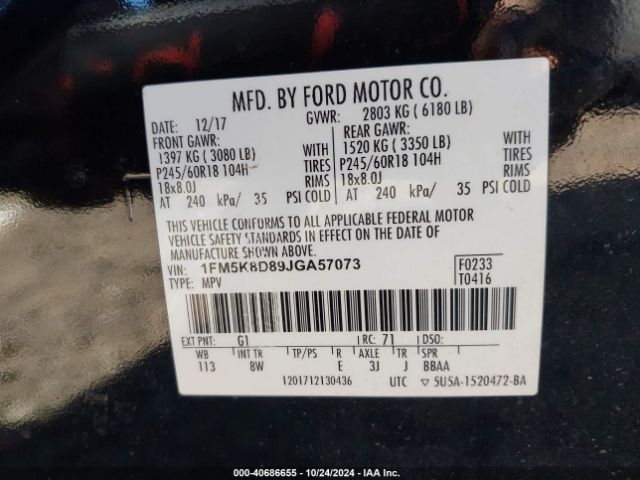 MFD. BY FORD MOTOR CO.
DATE: 12/17 GVWR: 2803 KG ( 6180 LB)
FRONT GAWR: REAR GAWR:
1397 KG ( 3080 LB) 1520 KG ( 3350 LB)
P245/60R18 104H TIRES P245/60R18 104H TIRES
18x8.0J RIMS 18x8.0J RIMS
AT 240 kPa/ 35 PSI COLD AT 240 kPa/ 35 PSI COLD
THIS VEHICLE CONFORMS TO ALL APPLICABLE FEDERAL MOTOR
VEHICLE SAFETY STANDARDS IN EFFECT ON THE DATE OF
MANUFACTURE SHOWN ABOVE.
VIN: 1FM5K8D89JGA57073 F0233
TYPE: MPV T0416
EXT PNT: G1 RC: 71 DSO:
WB INT TR TP/PS R AXLE TR SPR
113 8W E 3J J BBAA
1201712130436 UTC ▽ 5U5A-1520472-BA
000-40686655 - 10/24/2024 - IAA Inc.